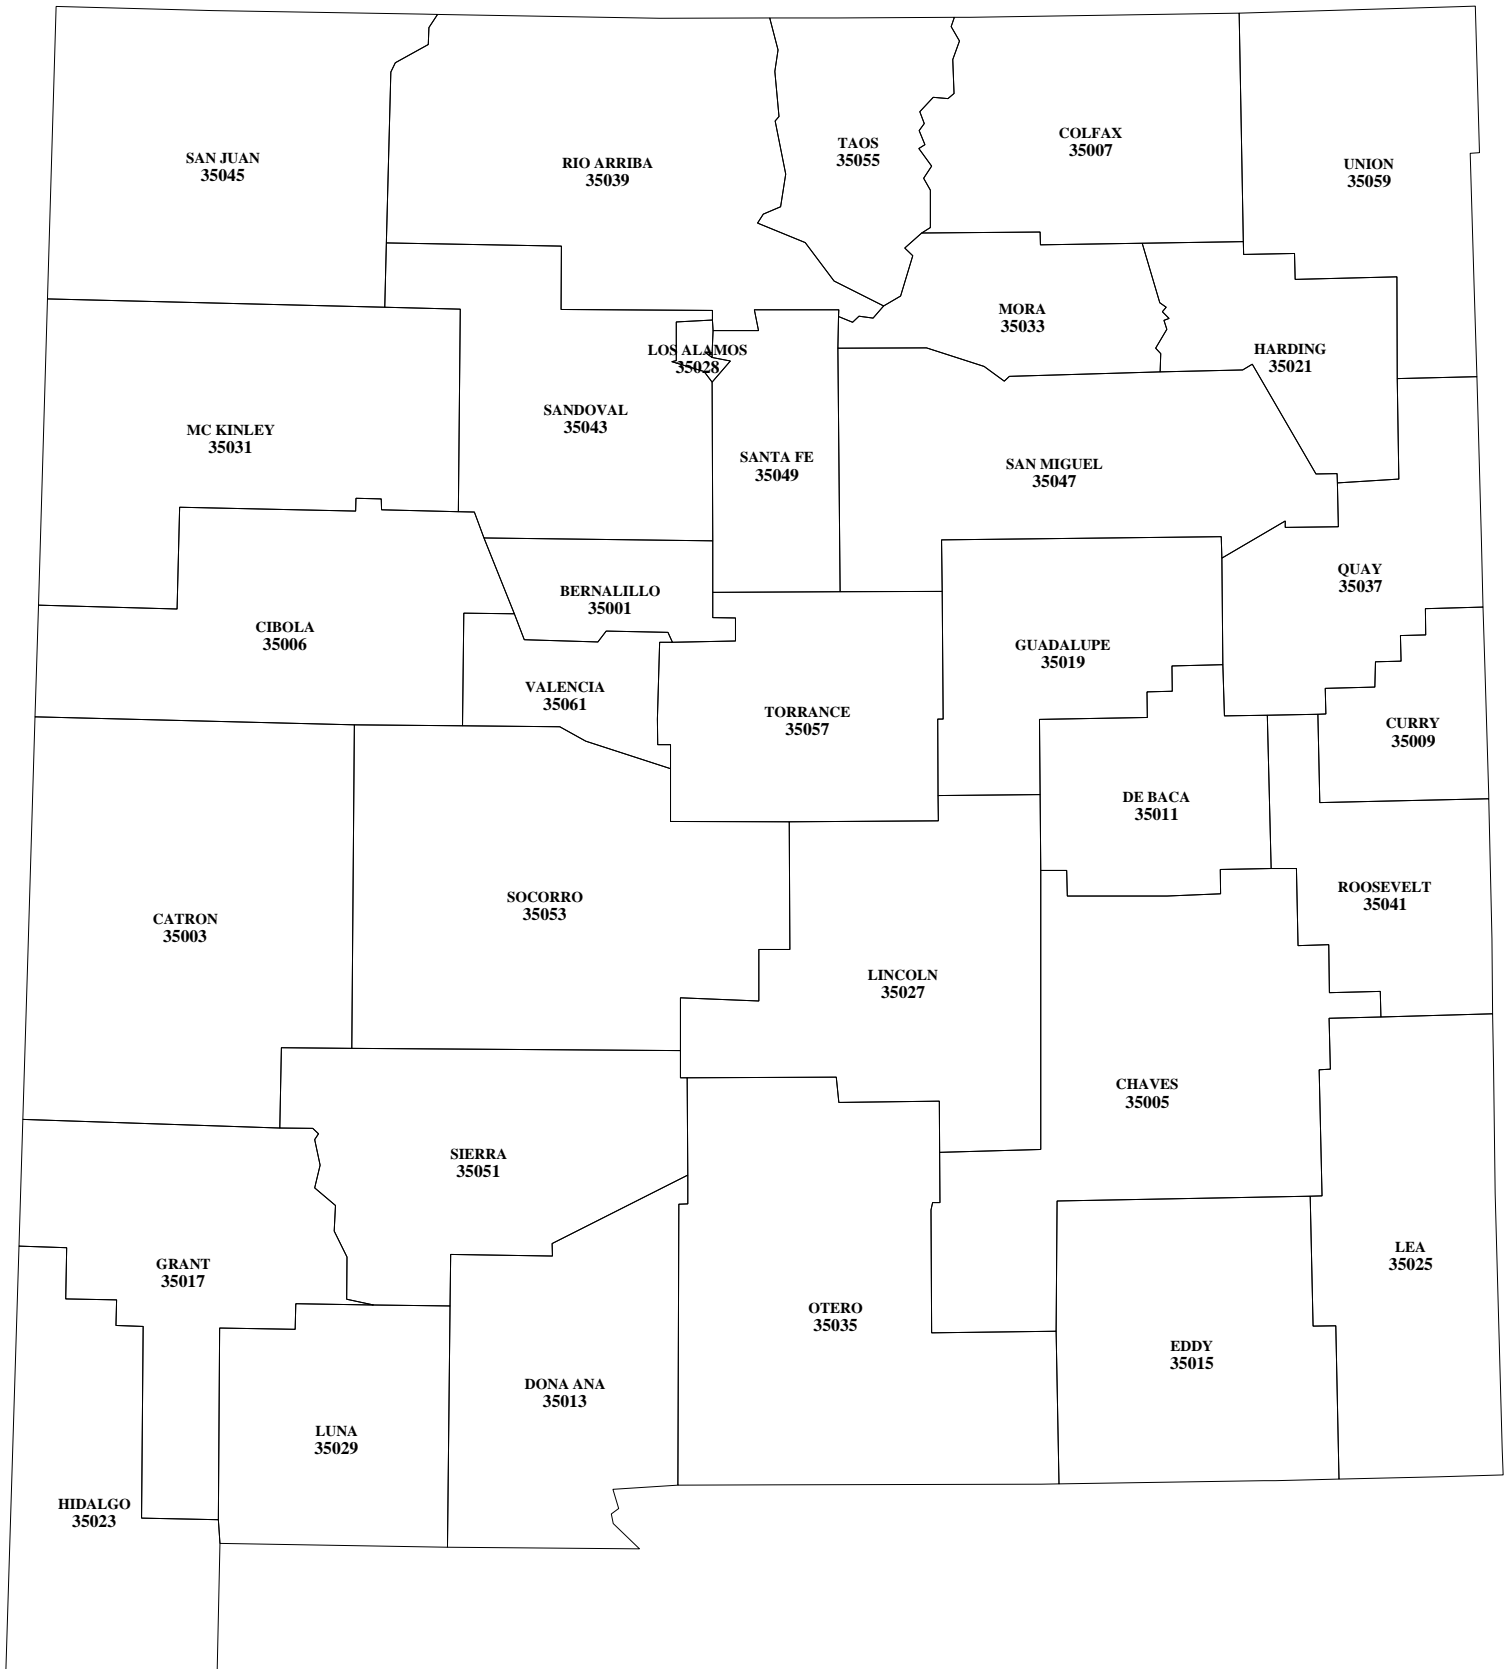 SAN JUAN
35045
RIO ARRIBA
35039
TAOS
35055
COLFAX
35007
UNION
35059
MORA
35033
LOS ALAMOS
35028
HARDING
35021
SANDOVAL
35043
MC KINLEY
35031
SANTA FE
35049
SAN MIGUEL
35047
QUAY
35037
BERNALILLO
35001
CIBOLA
35006
GUADALUPE
35019
VALENCIA
35061
TORRANCE
35057
CURRY
35009
DE BACA
35011
ROOSEVELT
35041
SOCORRO
35053
CATRON
35003
LINCOLN
35027
CHAVES
35005
SIERRA
35051
LEA
35025
GRANT
35017
OTERO
35035
EDDY
35015
DONA ANA
35013
LUNA
35029
HIDALGO
35023